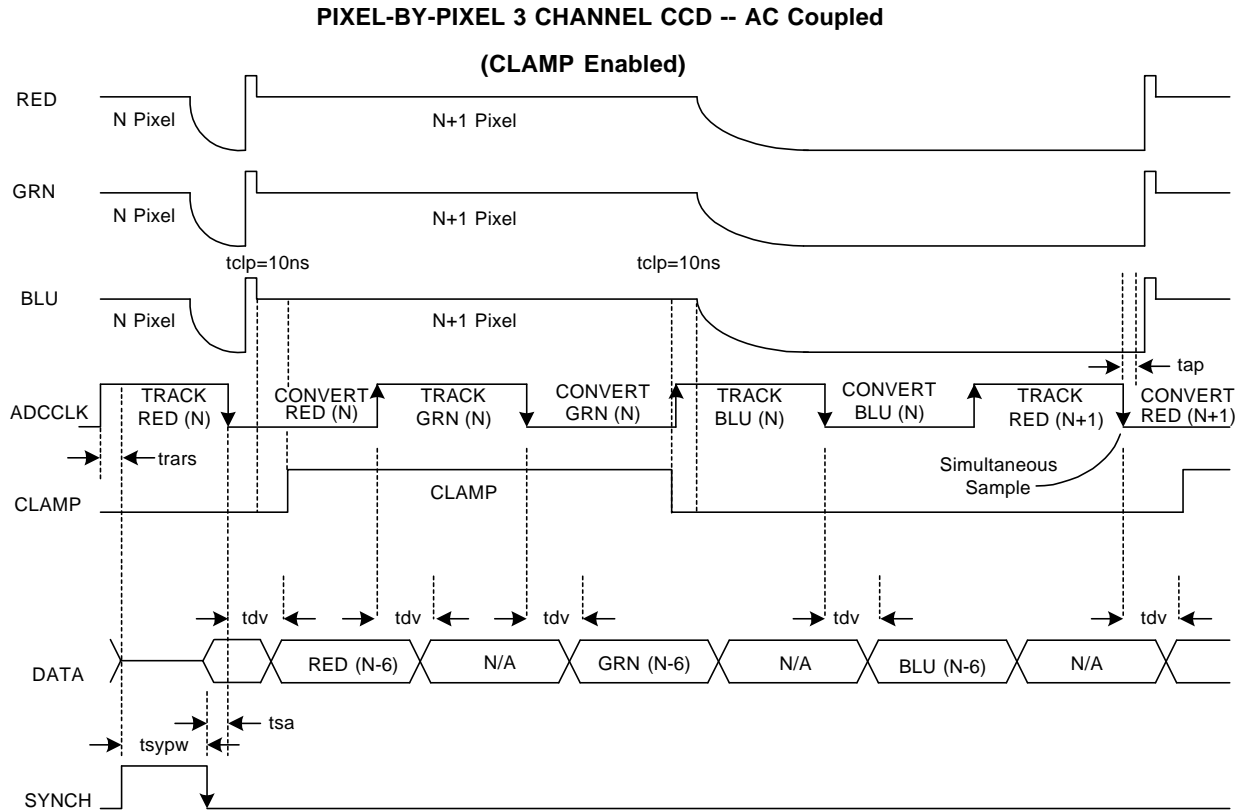 PIXEL-BY-PIXEL 3 CHANNEL CCD -- AC Coupled
(CLAMP Enabled)
RED
N Pixel
N+1 Pixel
GRN
N Pixel
N+1 Pixel
tclp=10ns
tclp=10ns
BLU
N Pixel
N+1 Pixel
tap
ADCCLK
TRACK
RED (N)
CONVERT
RED (N)
TRACK
GRN (N)
CONVERT
GRN (N)
TRACK
BLU (N)
CONVERT
BLU (N)
TRACK
RED (N+1)
CONVERT
RED (N+1)
trars
Simultaneous
Sample
CLAMP
CLAMP
tdv
tdv
tdv
tdv
tdv
DATA
RED (N-6)
N/A
GRN (N-6)
N/A
BLU (N-6)
N/A
tsa
tsypw
SYNCH